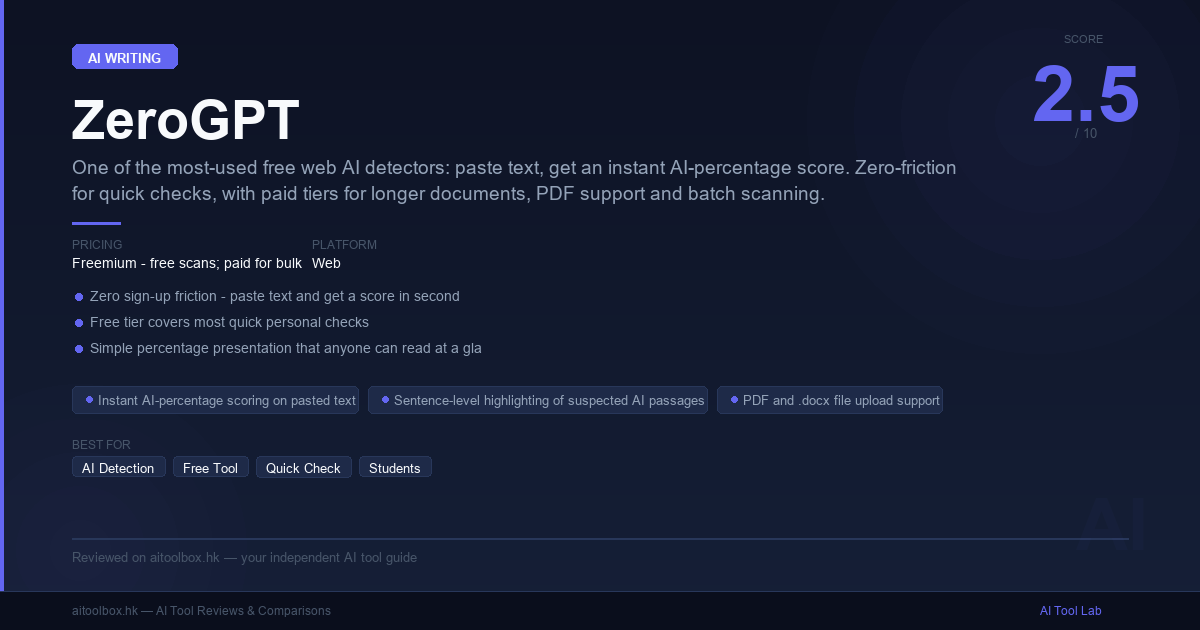 AI WRITING
SCORE
2.5
/ 10
ZeroGPT
One of the most-used free web AI detectors: paste text, get an instant AI-percentage score. Zero-friction
for quick checks, with paid tiers for longer documents, PDF support and batch scanning.
PRICING
PLATFORM
Freemium - free scans; paid for bulk
Web
Zero sign-up friction - paste text and get a score in second
Free tier covers most quick personal checks
Simple percentage presentation that anyone can read at a gla
Instant AI-percentage scoring on pasted text
Sentence-level highlighting of suspected AI passages
PDF and .docx file upload support
BEST FOR
AI Detection
Free Tool
Quick Check
Students
AI
Reviewed on aitoolbox.hk — your independent AI tool guide
aitoolbox.hk — AI Tool Reviews & Comparisons
AI Tool Lab